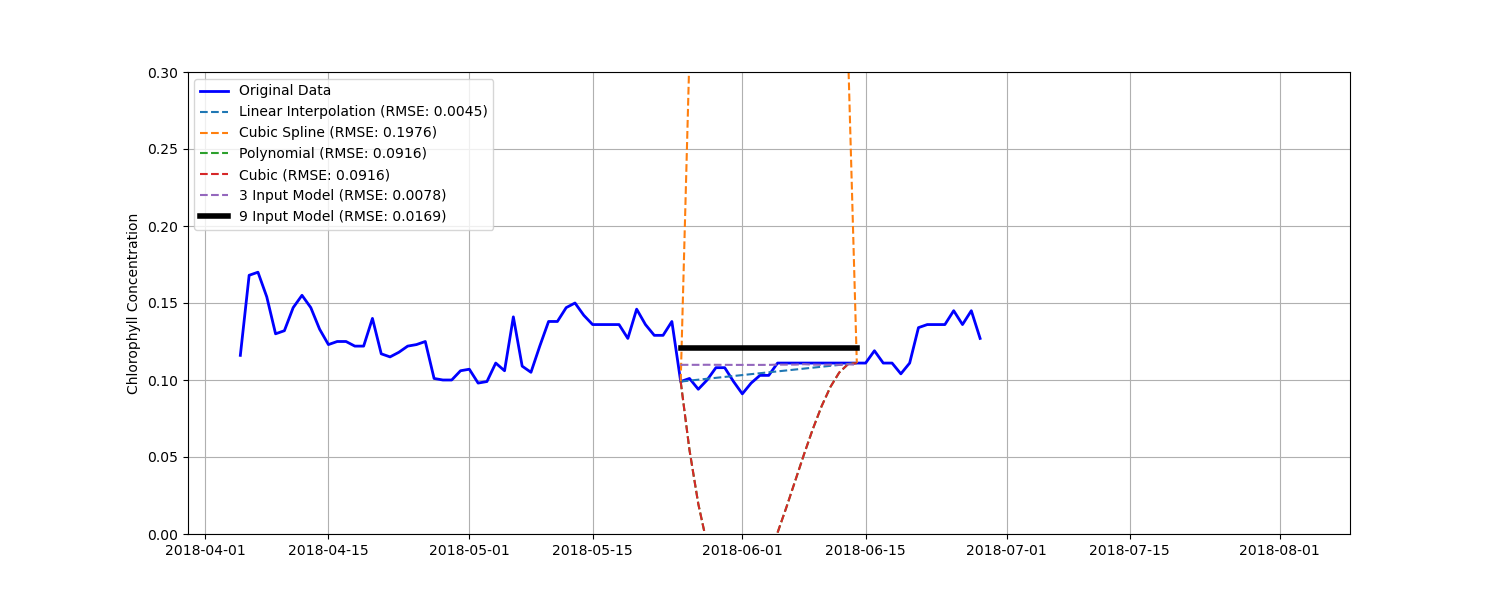 0.30
0.25
0.20
0.15
0.10
0.05
0.00
Chlorophyll Concentration
Original Data
Linear Interpolation (RMSE: 0.0045)
Cubic Spline (RMSE: 0.1976)
Polynomial (RMSE: 0.0916)
Cubic (RMSE: 0.0916)
3 Input Model (RMSE: 0.0078)
9 Input Model (RMSE: 0.0169)
2018-04-01 2018-04-15 2018-05-01 2018-05-15 2018-06-01 2018-06-15 2018-07-01 2018-07-15 2018-08-01